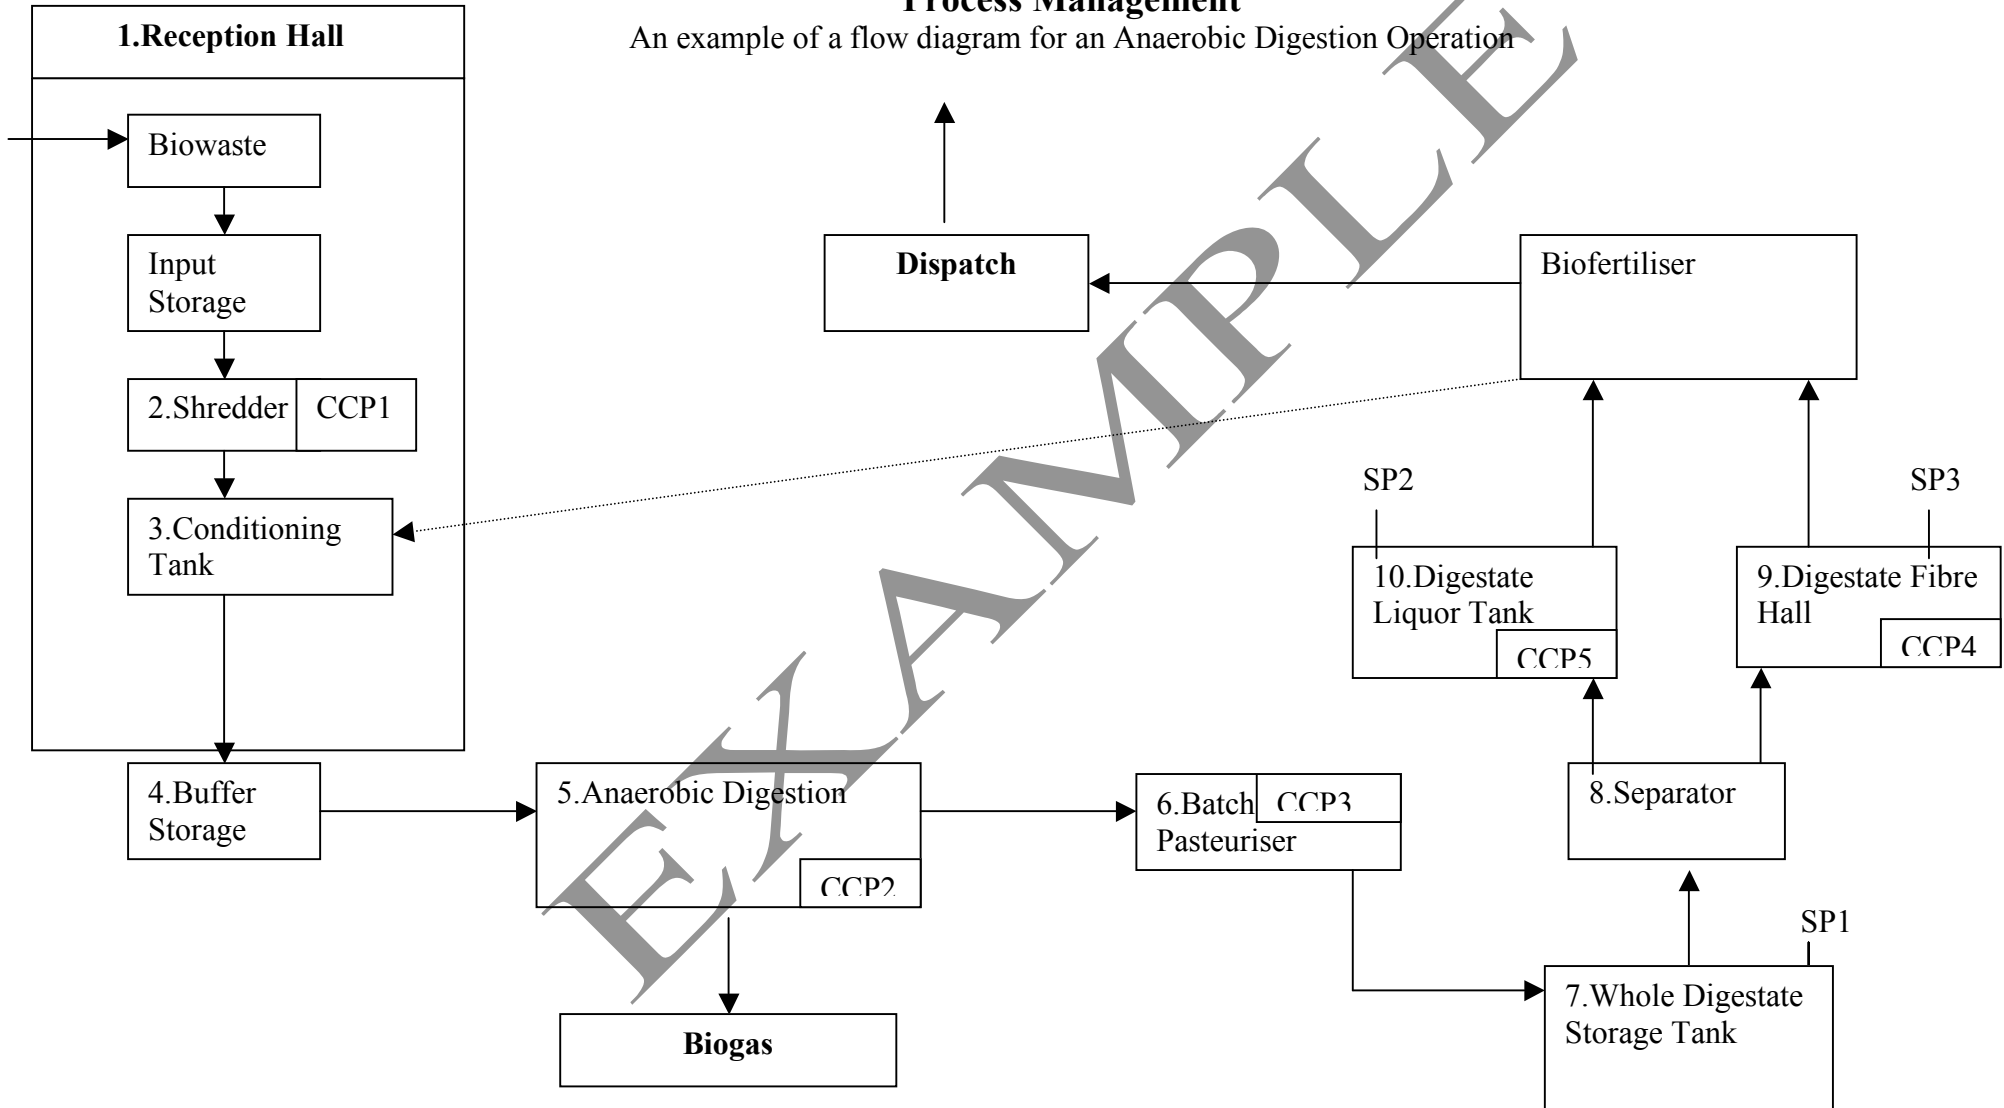 Process Management
An example of a flow diagram for an Anaerobic Digestion Operation
1.Reception Hall
Biowaste
Input
Storage
2.Shredder
CCP1
3.Conditioning
Tank
4.Buffer
Storage
5.Anaerobic Digestion
CCP2
Biogas
6.Batch
CCP3
Pasteuriser
SP1
7.Whole Digestate
Storage Tank
8.Separator
SP2
10.Digestate
Liquor Tank
CCP5
SP3
9.Digestate Fibre
Hall
CCP4
Biofertiliser
Dispatch
EXAMPLE